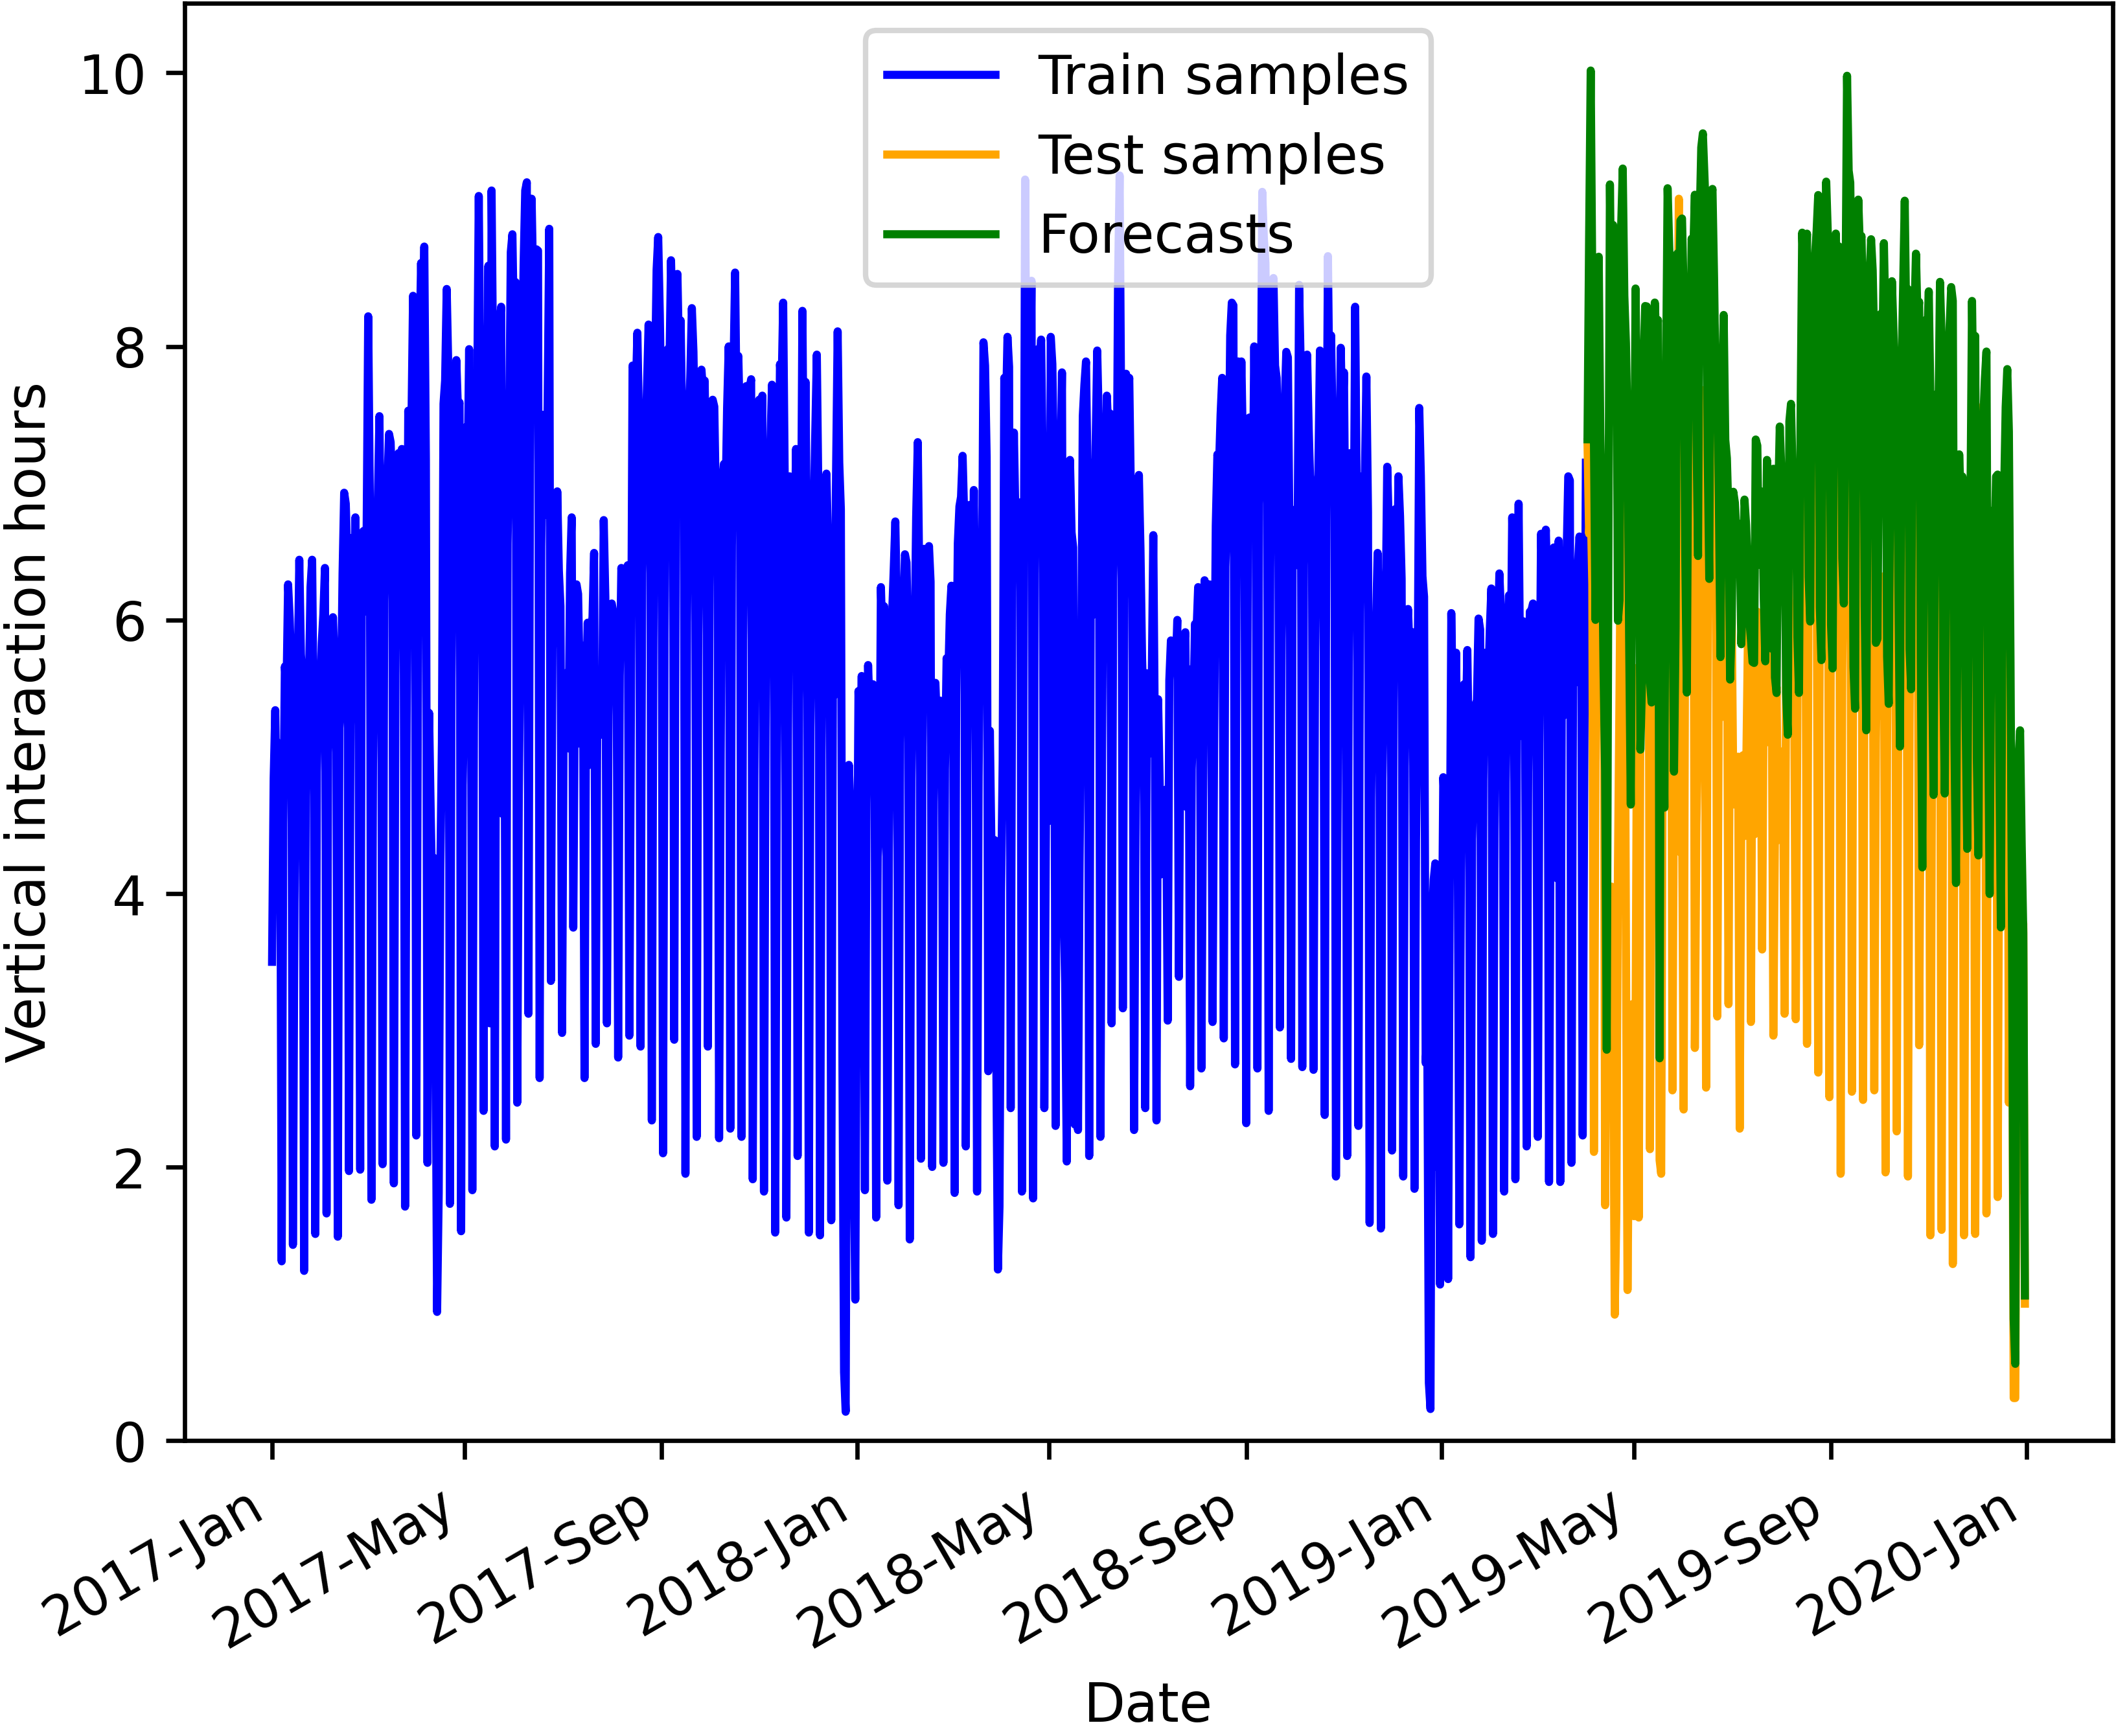 Train samples
Test samples
Forecasts
Vertical interaction hours
10
8
6
4
2
0
2017-Jan
2017-May
2017-Sep
2018-Jan
2018-May
2018-Sep
2019-Jan
2019-May
2019-Sep
2020-Jan
Date